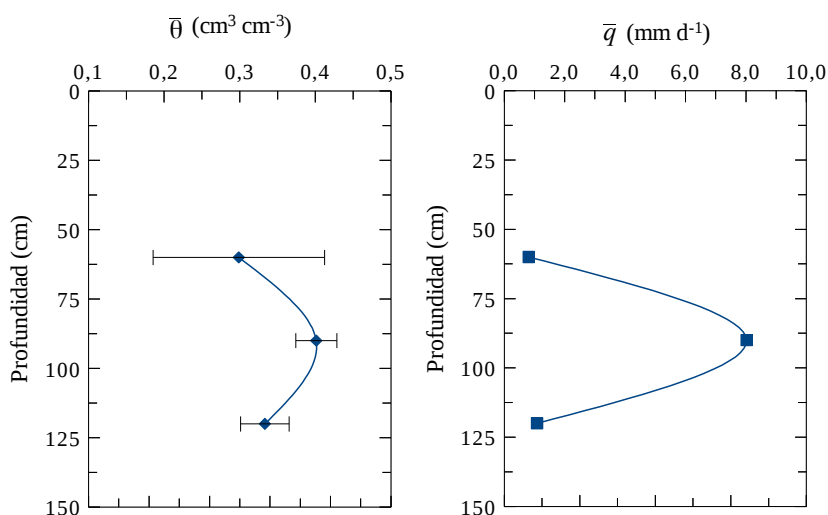 θ̅ (cm³ cm⁻³)
0,1 0,2 0,3 0,4 0,5
0
25
50
75
100
125
150
Profundidad (cm)
q̅ (mm d⁻¹)
0,0 2,0 4,0 6,0 8,0 10,0
0
25
50
75
100
125
150
Profundidad (cm)